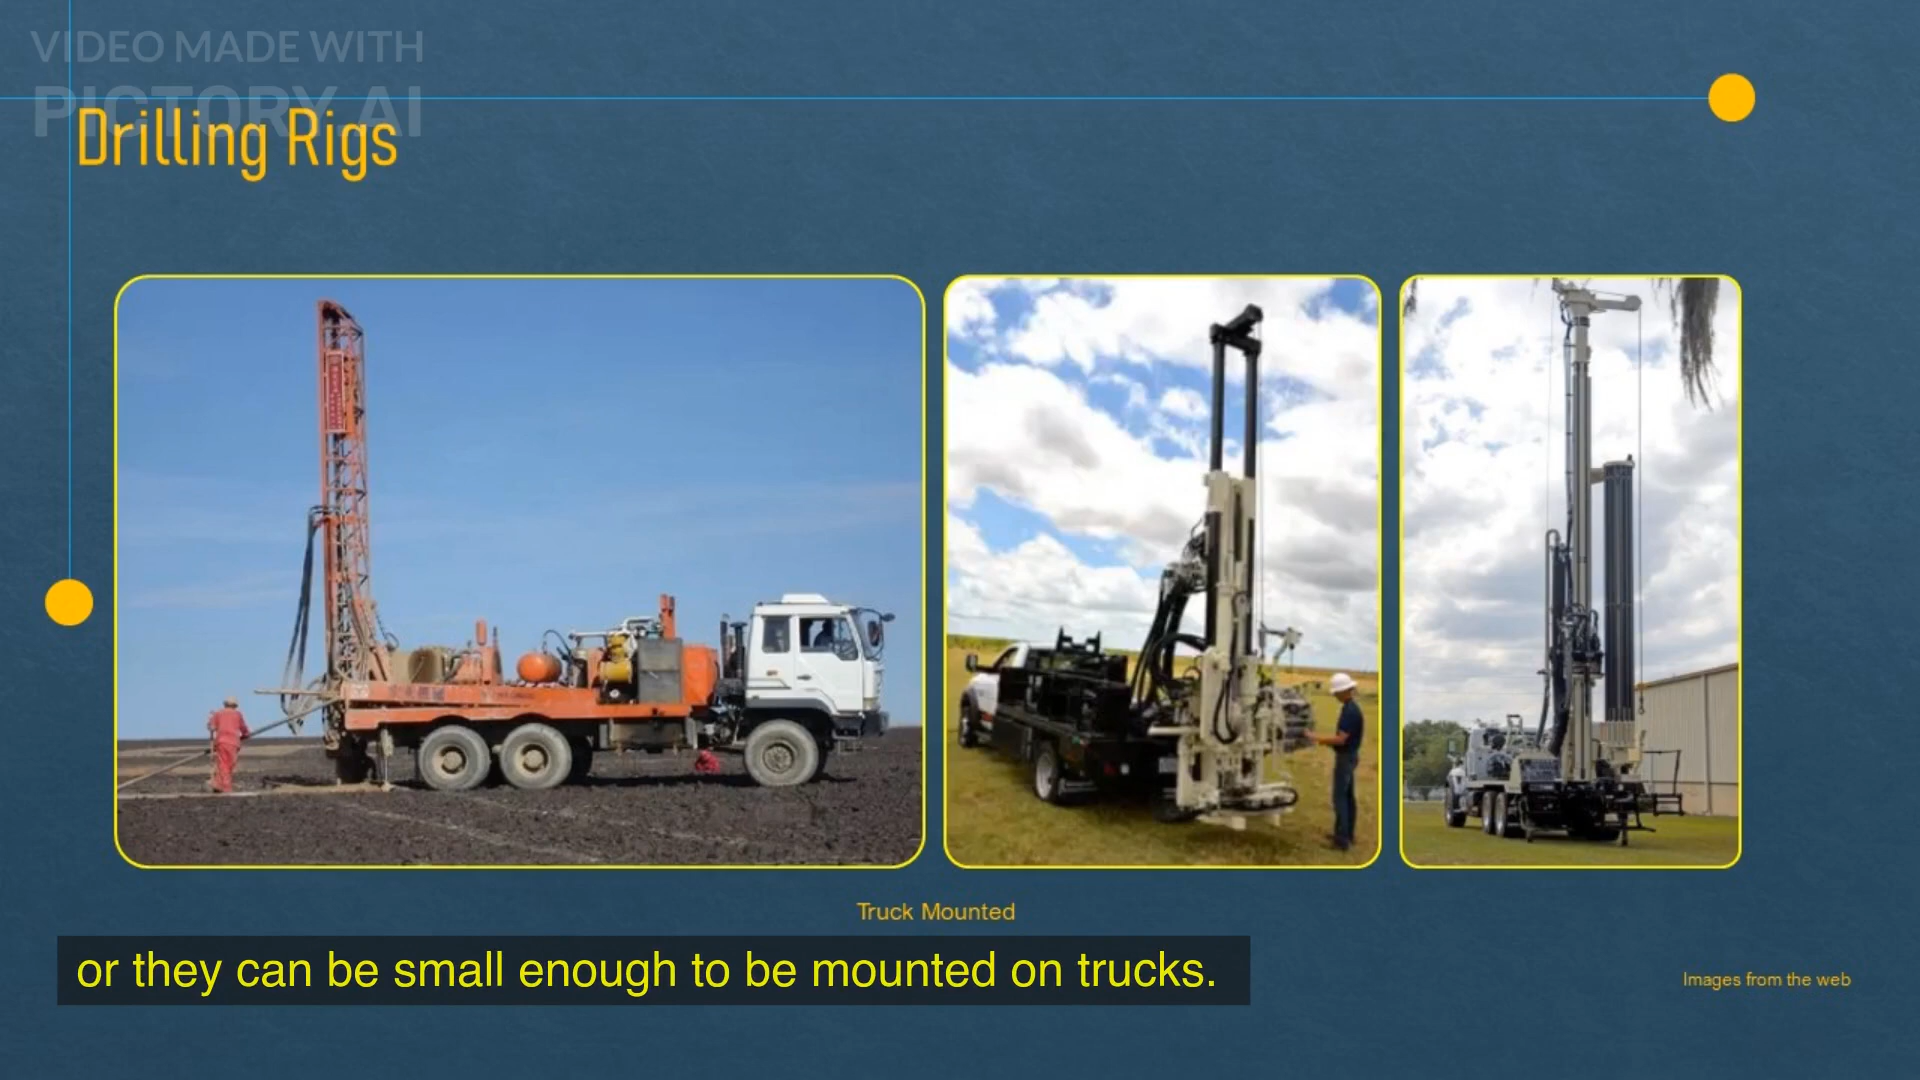 VIDEO MADE WITH
PICTORY.AI
Drilling Rigs
Truck Mounted
or they can be small enough to be mounted on trucks.
Images from the web